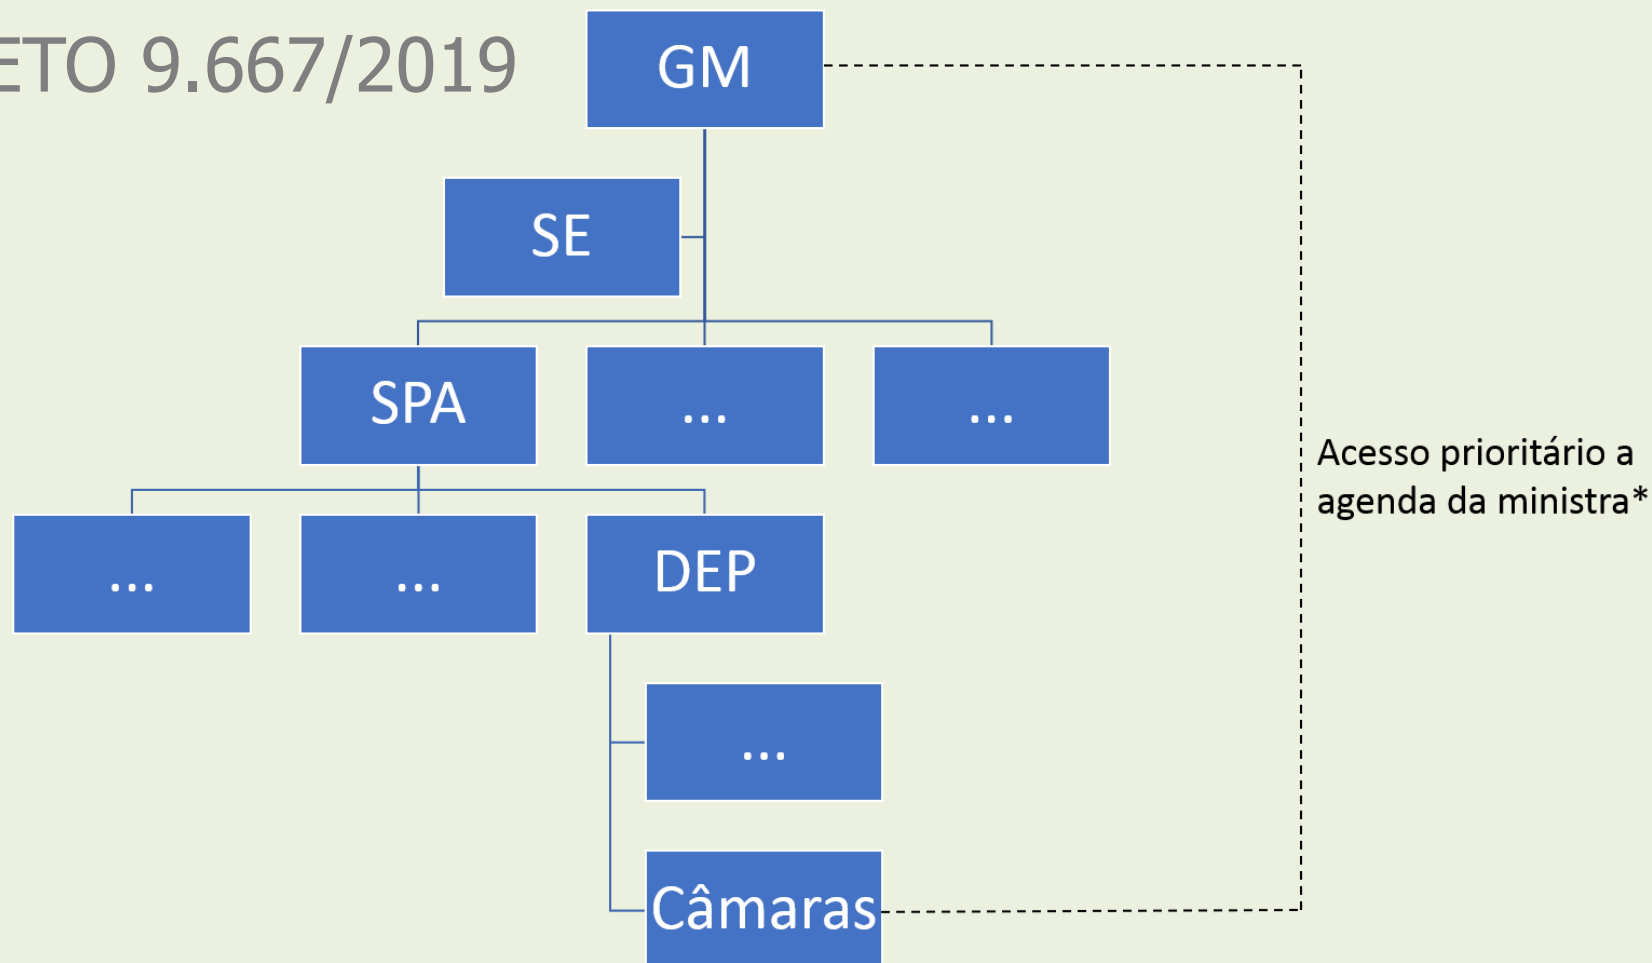 ETO 9.667/2019
GM
SE
SPA
...
...
...
...
DEP
...
Câmaras
Acesso prioritário a
agenda da ministra*